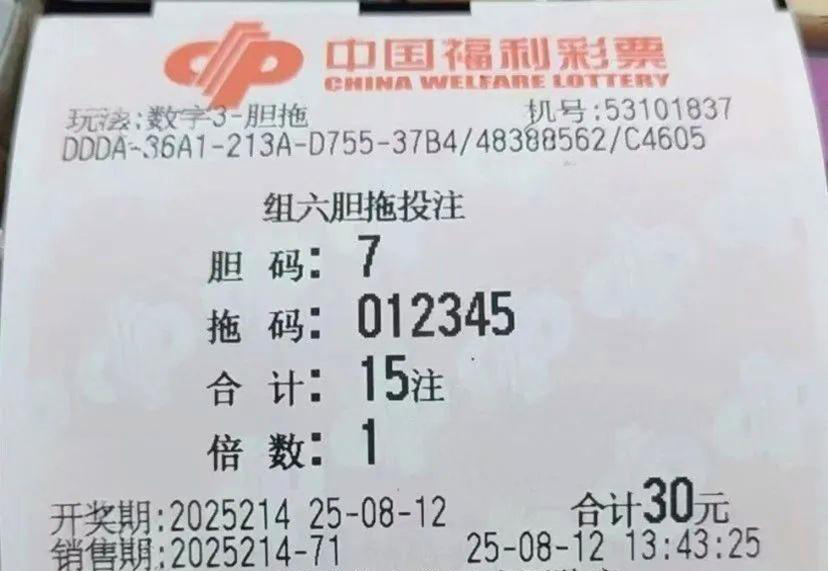 中国福利彩票
CHINA WELFARE LOTTERY
玩法:数字3-胆拖 机号:53101837
DDDA-36A1-213A-D755-37B4/48388562/C4605
组六胆拖投注
胆 码: 7
拖 码: 012345
合 计: 15注
倍 数: 1
开奖期:2025214 25-08-12 合计30元
销售期:2025214-71 25-08-12 13:43:25